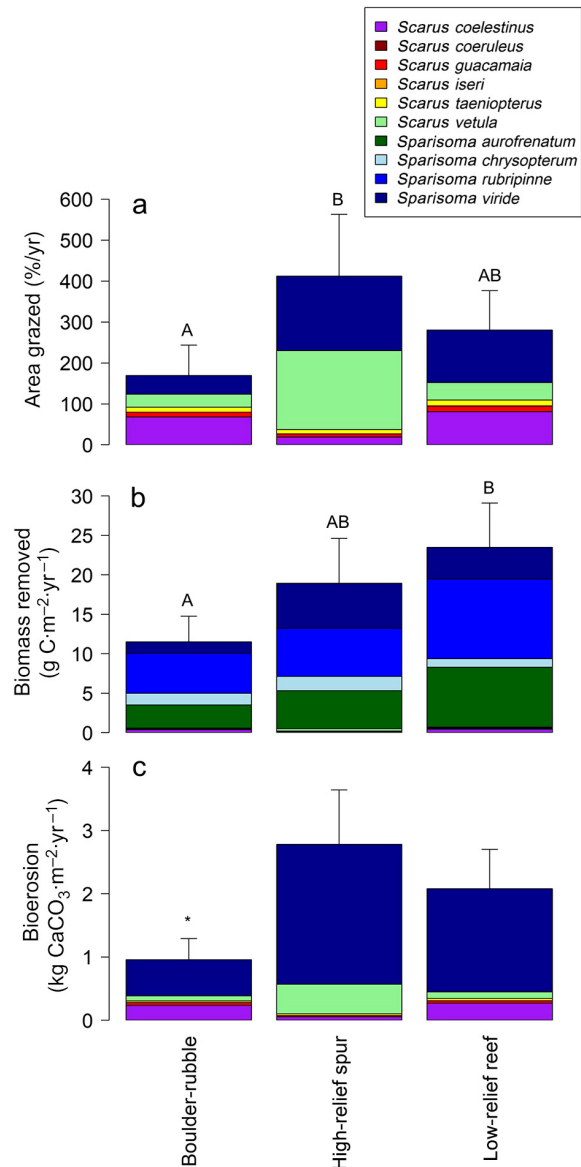 Scarus coelestinus
Scarus coeruleus
Scarus guacamaia
Scarus iseri
Scarus taeniopterus
Scarus vetula
Sparisoma aurofrenatum
Sparisoma chrysopterum
Sparisoma rubripinne
Sparisoma viride
a
Area grazed (%/yr)
600
500
400
300
200
100
0
A
B
AB
b
Biomass removed
(g C·m⁻²·yr⁻¹)
30
25
20
15
10
5
0
A
AB
B
c
Bioerosion
(kg CaCO₃·m⁻²·yr⁻¹)
4
3
2
1
0
*
Boulder-rubble
High-relief spur
Low-relief reef